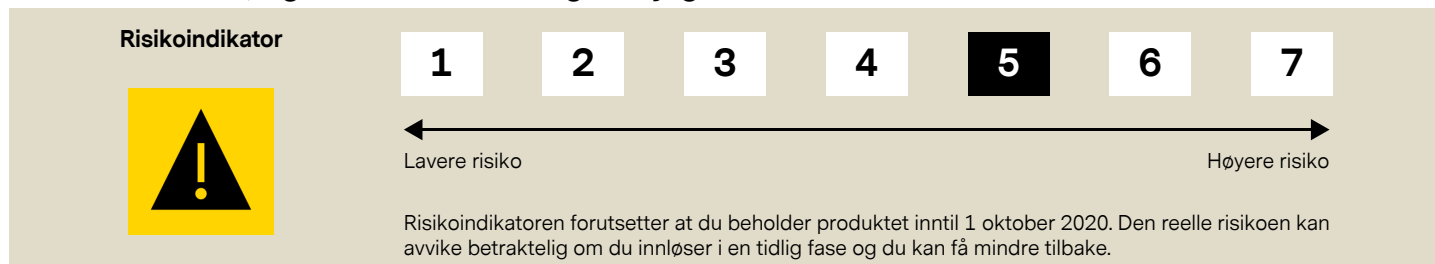 Risikoindikator
1 2 3 4 5 6 7
Lavere risiko Høyere risiko
Risikoindikatoren forutsetter at du beholder produktet inntil 1 oktober 2020. Den reelle risikoen kan
avvike betraktelig om du innløser i en tidlig fase og du kan få mindre tilbake.